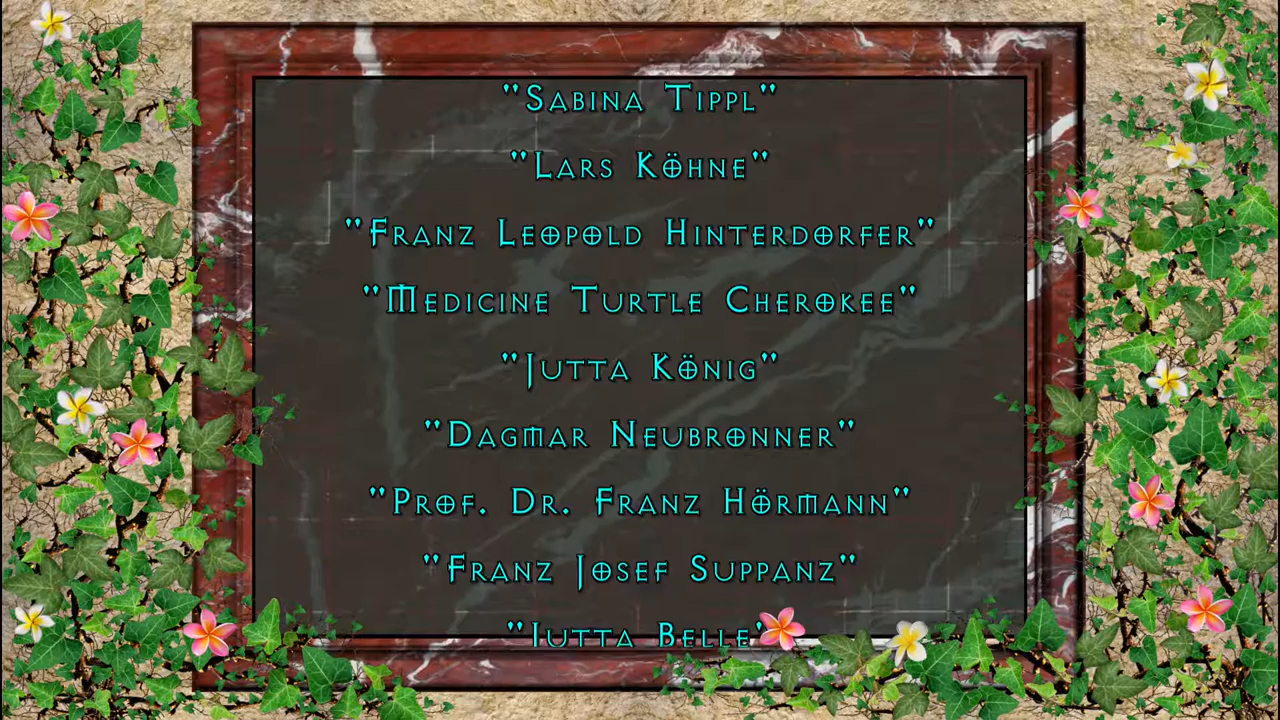 "Sabina Tippl"
"Lars Köhne"
"Franz Leopold Hinterdorfer"
"Medicine Turtle Cherokee"
"Jutta König"
"Dagmar Neubronner"
"Prof. Dr. Franz Hörmann"
"Franz Josef Suppanz"
"Jutta Belle"